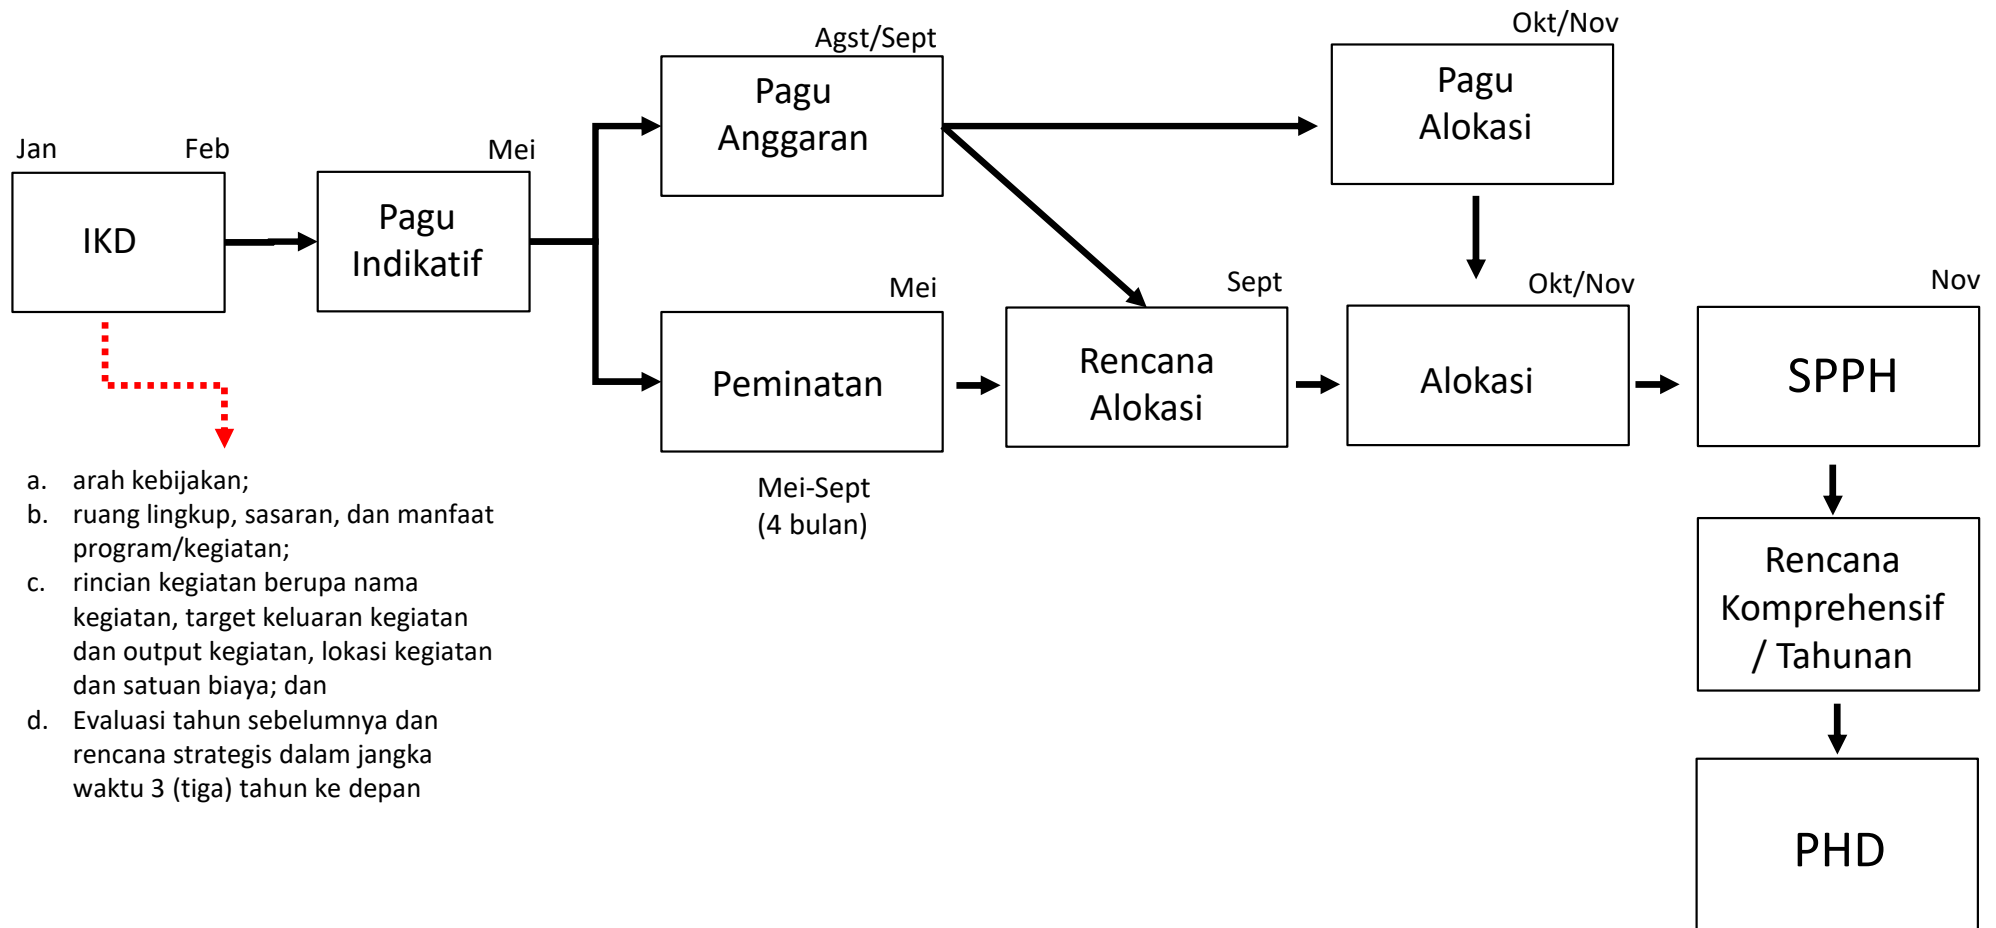 Jan
Feb
IKD
Mei
Pagu
Indikatif
Agst/Sept
Pagu
Anggaran
Okt/Nov
Pagu
Alokasi
Mei
Peminatan
Mei-Sept
(4 bulan)
Sept
Rencana
Alokasi
Okt/Nov
Alokasi
Nov
SPPH
Rencana
Komprehensif
/ Tahunan
PHD
a. arah kebijakan;
b. ruang lingkup, sasaran, dan manfaat
program/kegiatan;
c. rincian kegiatan berupa nama
kegiatan, target keluaran kegiatan
dan output kegiatan, lokasi kegiatan
dan satuan biaya; dan
d. Evaluasi tahun sebelumnya dan
rencana strategis dalam jangka
waktu 3 (tiga) tahun ke depan